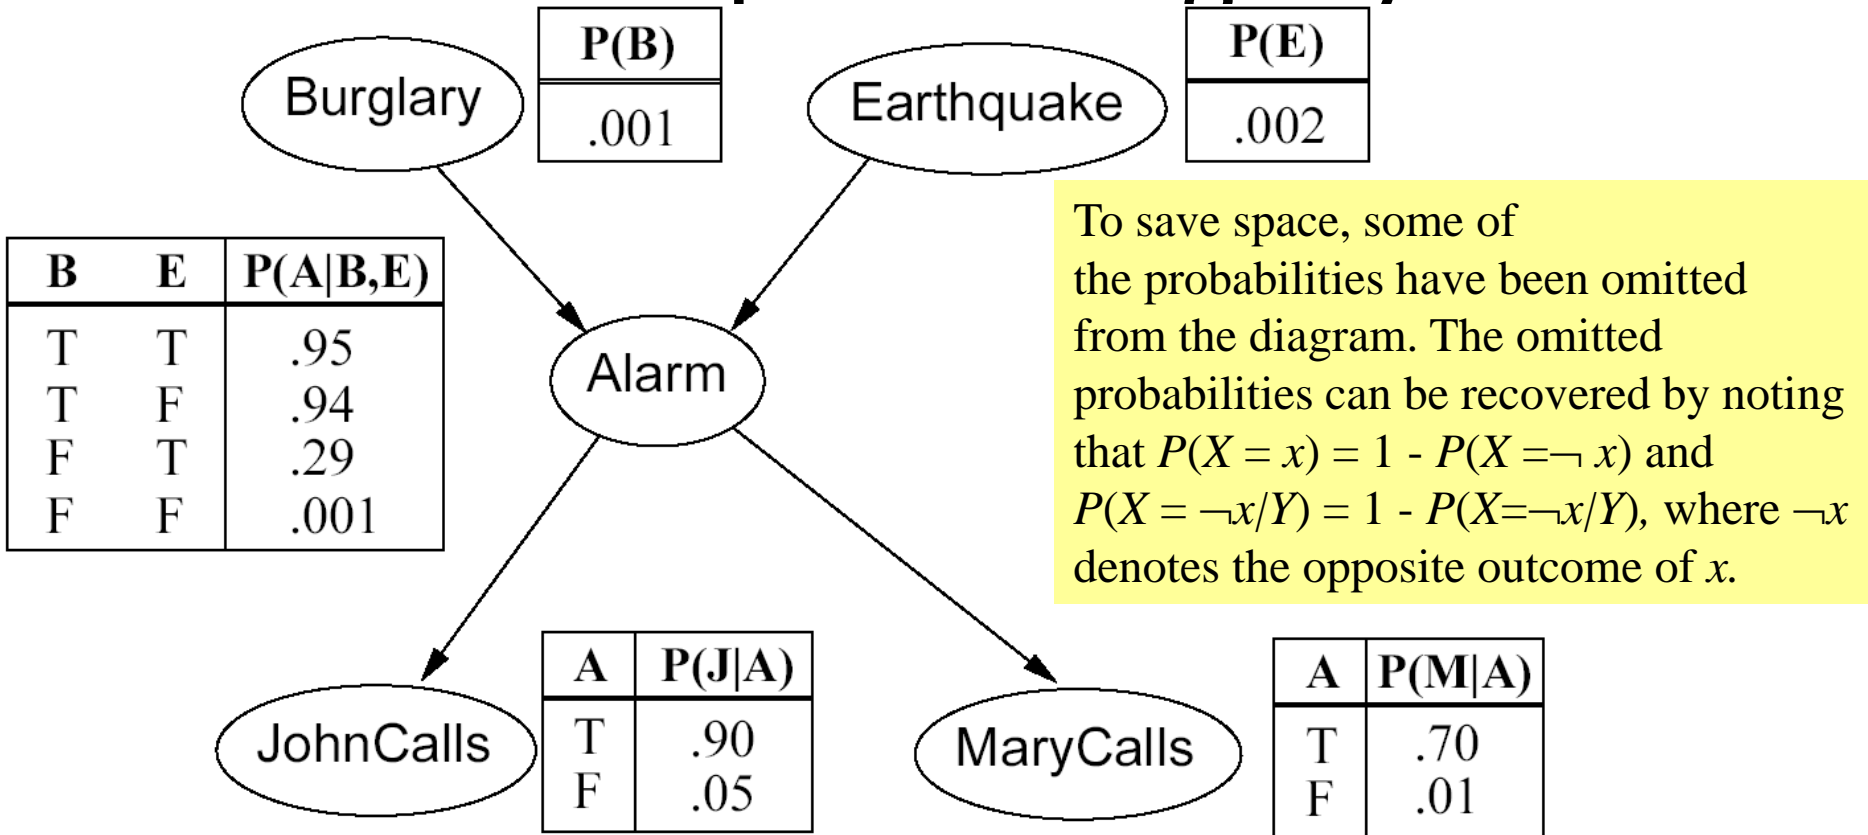 Burglary
P(B)
.001
Earthquake
P(E)
.002
B E P(A|B,E)
T T .95
T F .94
F T .29
F F .001
Alarm
To save space, some of
the probabilities have been omitted
from the diagram. The omitted
probabilities can be recovered by noting
that P(X = x) = 1 - P(X =¬ x) and
P(X = ¬x/Y) = 1 - P(X=¬x/Y), where ¬x
denotes the opposite outcome of x.
JohnCalls
A P(J|A)
T .90
F .05
MaryCalls
A P(M|A)
T .70
F .01